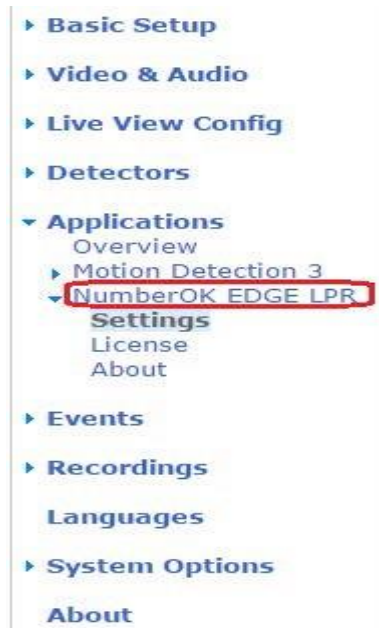 Basic Setup
Video & Audio
Live View Config
Detectors
Applications
Overview
Motion Detection 3
NumberOK EDGE LPR
Settings
License
About
Events
Recordings
Languages
System Options
About